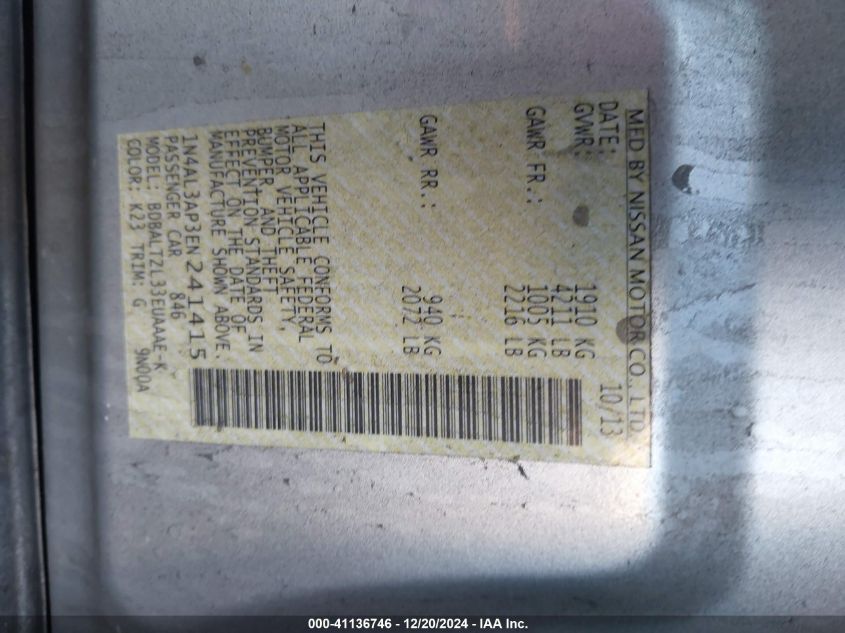 MFD BY NISSAN MOTOR CO., LTD.
DATE: 10/13
GVWR: 1910 KG
4211 LB
GAWR FR.: 1005 KG
2216 LB
GAWR RR.: 940 KG
2072 LB
THIS VEHICLE CONFORMS TO
ALL APPLICABLE FEDERAL
MOTOR VEHICLE SAFETY,
BUMPER AND THEFT
PREVENTION STANDARDS IN
EFFECT ON THE DATE OF
MANUFACTURE SHOWN ABOVE.
1N4AL3AP3EN241415
PASSENGER CAR 846
MODEL: BDBALTZL33EUAAAE-K
COLOR: K23 TRIM: G 9N00A
000-41136746 - 12/20/2024 - IAA Inc.